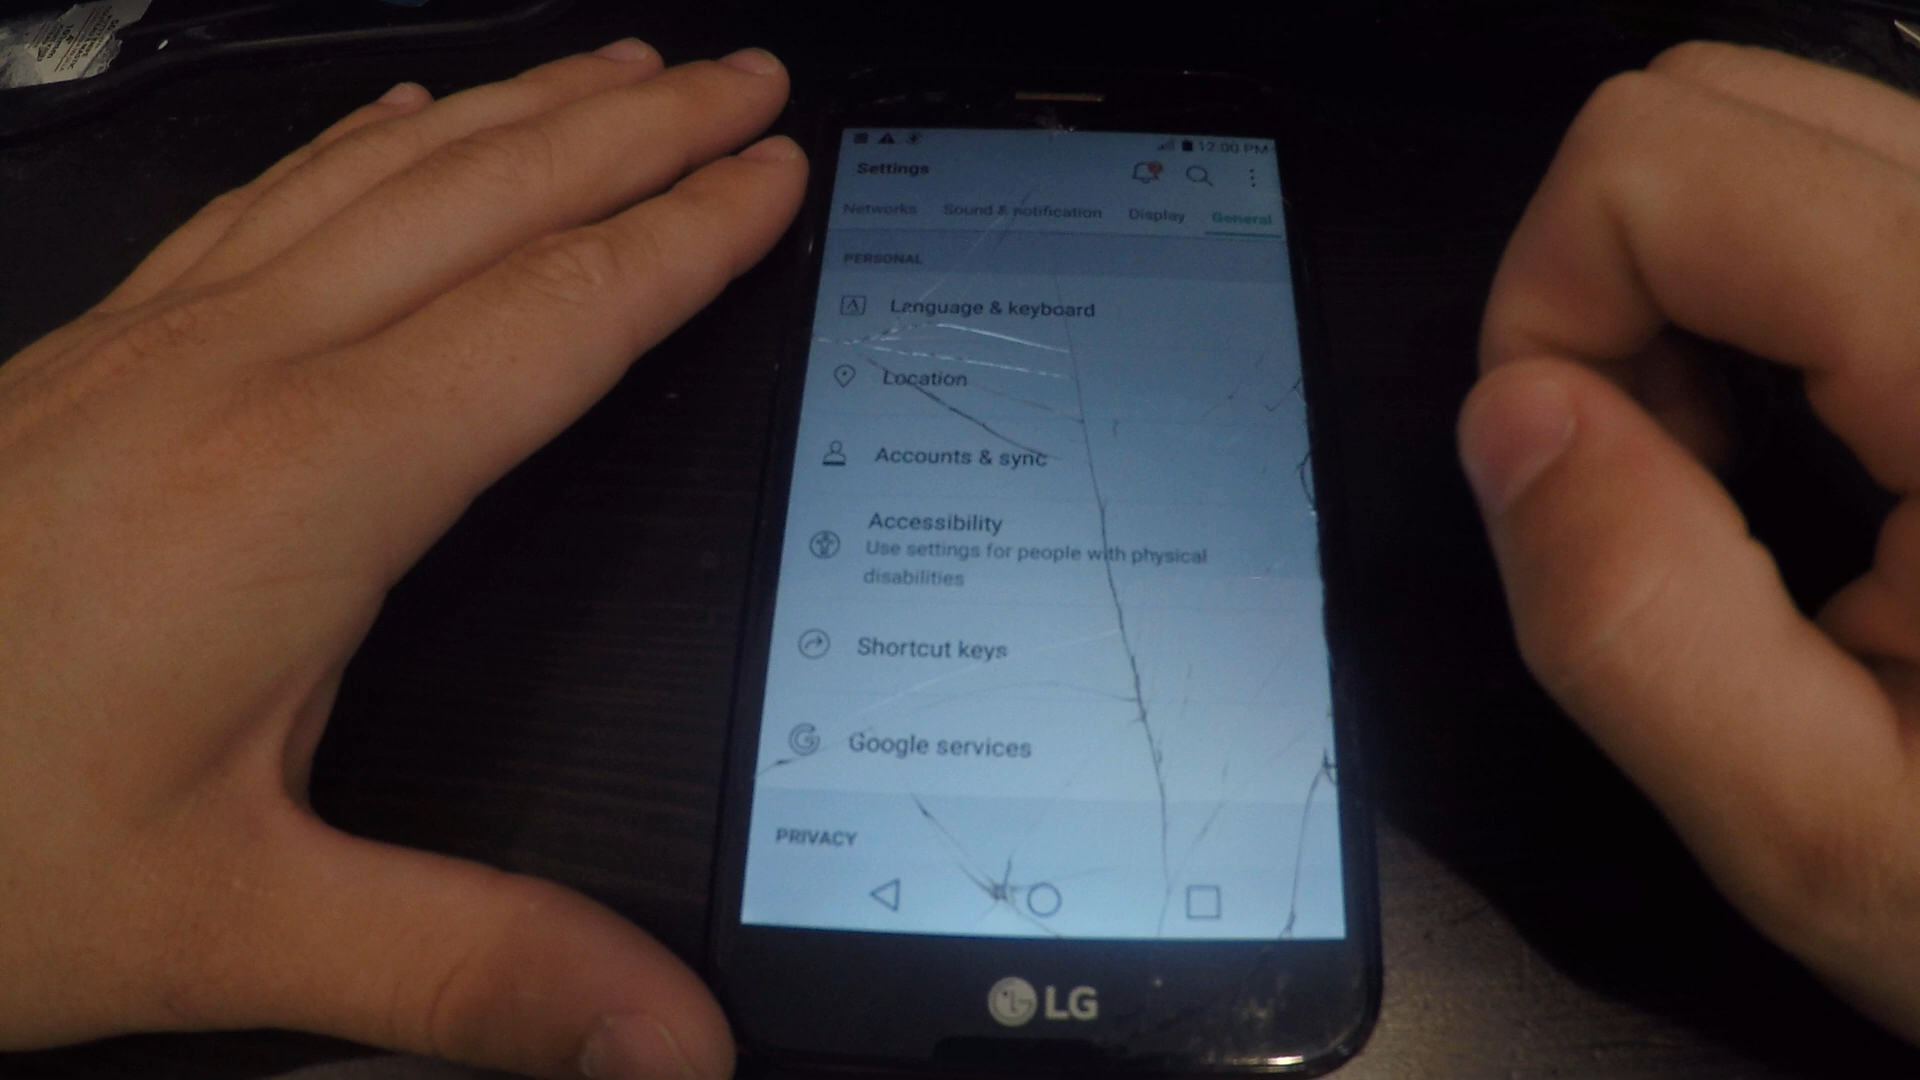 12:00 PM
Settings
Networks Sound & notification Display General
PERSONAL
Language & keyboard
Location
Accounts & sync
Accessibility
Use settings for people with physical
disabilities
Shortcut keys
Google services
PRIVACY
LG